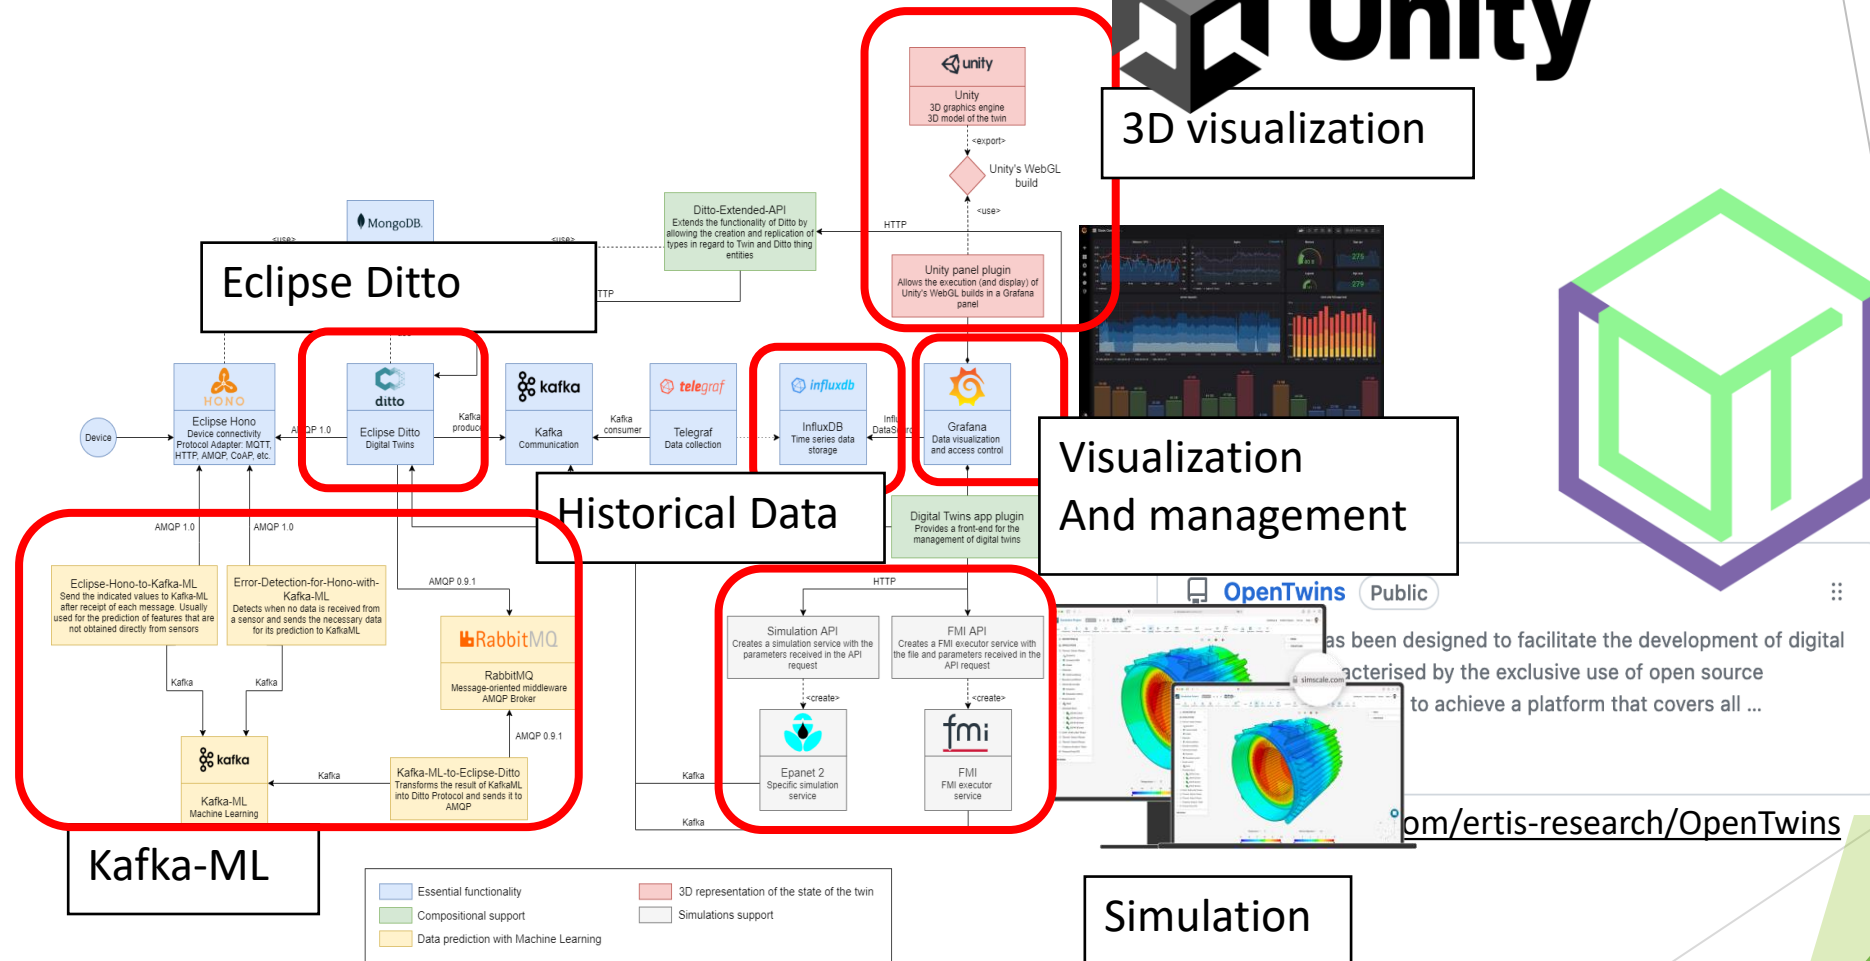 Unity
unity
Unity
3D graphics engine
3D model of the twin
<export>
Unity's WebGL
build
<use>
HTTP
3D visualization
MongoDB.
<use>
<use>
Ditto-Extended-API
Extends the functionality of Ditto by
allowing the creation and replication of
types in regard to Twin and Ditto thing
entities
Unity panel plugin
Allows the execution (and display) of
Unity's WebGL builds in a Grafana
panel
Eclipse Ditto
TTP
Device
HONO
Eclipse Hono
Device connectivity
Protocol Adapter: MQTT,
HTTP, AMQP, CoAP, etc.
AMQP 1.0
ditto
Eclipse Ditto
Digital Twins
Kafka
produce
kafka
Kafka
Communication
Kafka
consumer
telegraf
Telegraf
Data collection
influxdb
InfluxDB
Time series data
storage
Influ
DataSour
Grafana
Data visualization
and access control
Visualization
And management
Historical Data
Digital Twins app plugin
Provides a front-end for the
management of digital twins
AMQP 1.0
AMQP 1.0
AMQP 0.9.1
HTTP
Eclipse-Hono-to-Kafka-ML
Send the indicated values to Kafka-ML
after receipt of each message. Usually
used for the prediction of features that are
not obtained directly from sensors
Error-Detection-for-Hono-with-
Kafka-ML
Detects when no data is received from
a sensor and sends the necessary data
for its prediction to KafkaML
RabbitMQ
RabbitMQ
Message-oriented middleware
AMQP Broker
Simulation API
Creates a simulation service with the
parameters received in the API
request
FMI API
Creates a FMI executor service with
the file and parameters received in the
API request
Kafka
Kafka
<create>
<create>
AMQP 0.9.1
kafka
Kafka-ML
Machine Learning
Kafka
Kafka-ML-to-Eclipse-Ditto
Transforms the result of KafkaML
into Ditto Protocol and sends it to
AMQP
Kafka
Kafka
Epanet 2
Specific simulation
service
fmi
FMI
FMI executor
service
OpenTwins Public
as been designed to facilitate the development of digital
acterised by the exclusive use of open source
to achieve a platform that covers all ...
simscale.com
om/ertis-research/OpenTwins
Kafka-ML
Simulation
Essential functionality
Compositional support
Data prediction with Machine Learning
3D representation of the state of the twin
Simulations support